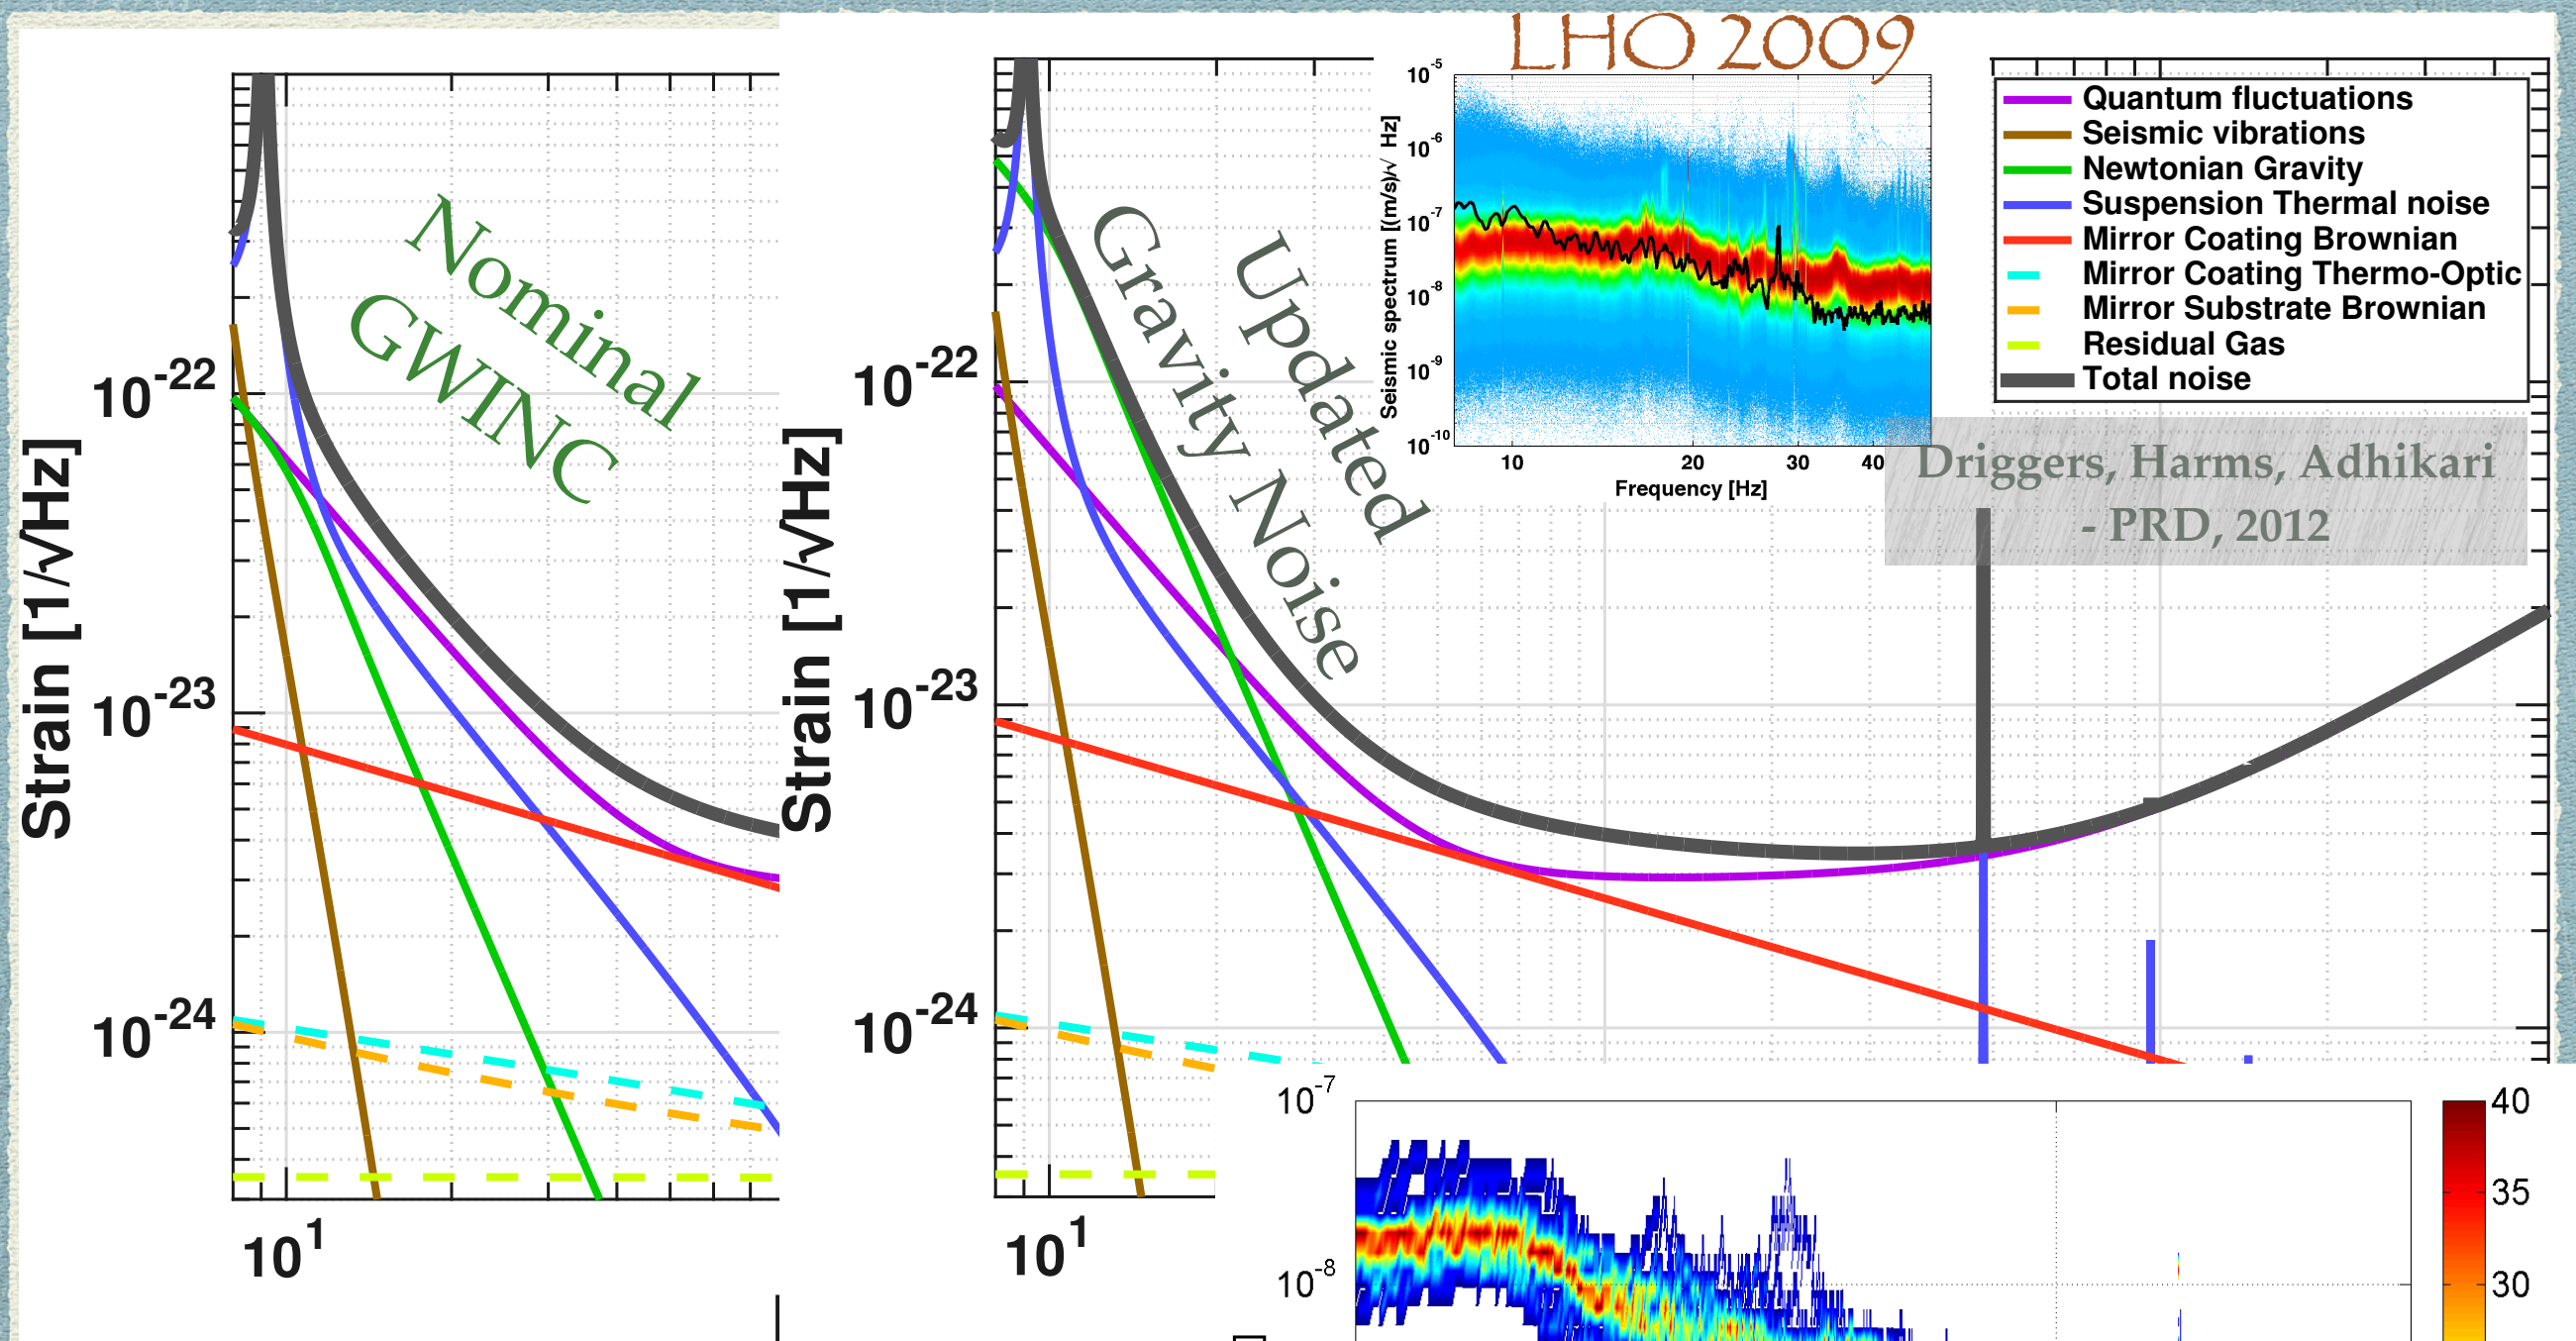 LHO 2009
Nominal
GWINC
Strain [1/√Hz]
10-22
10-23
10-24
10 1
Updated
Gravity Noise
Strain [1/√Hz]
10-22
10-23
10-24
10 1
Seismic spectrum [(m/s)/√ Hz]
10-5
10-6
10-7
10-8
10-9
10-10
10 20 30 40
Frequency [Hz]
Quantum fluctuations
Seismic vibrations
Newtonian Gravity
Suspension Thermal noise
Mirror Coating Brownian
Mirror Coating Thermo-Optic
Mirror Substrate Brownian
Residual Gas
Total noise
Driggers, Harms, Adhikari
- PRD, 2012
10-7
10-8
40
35
30